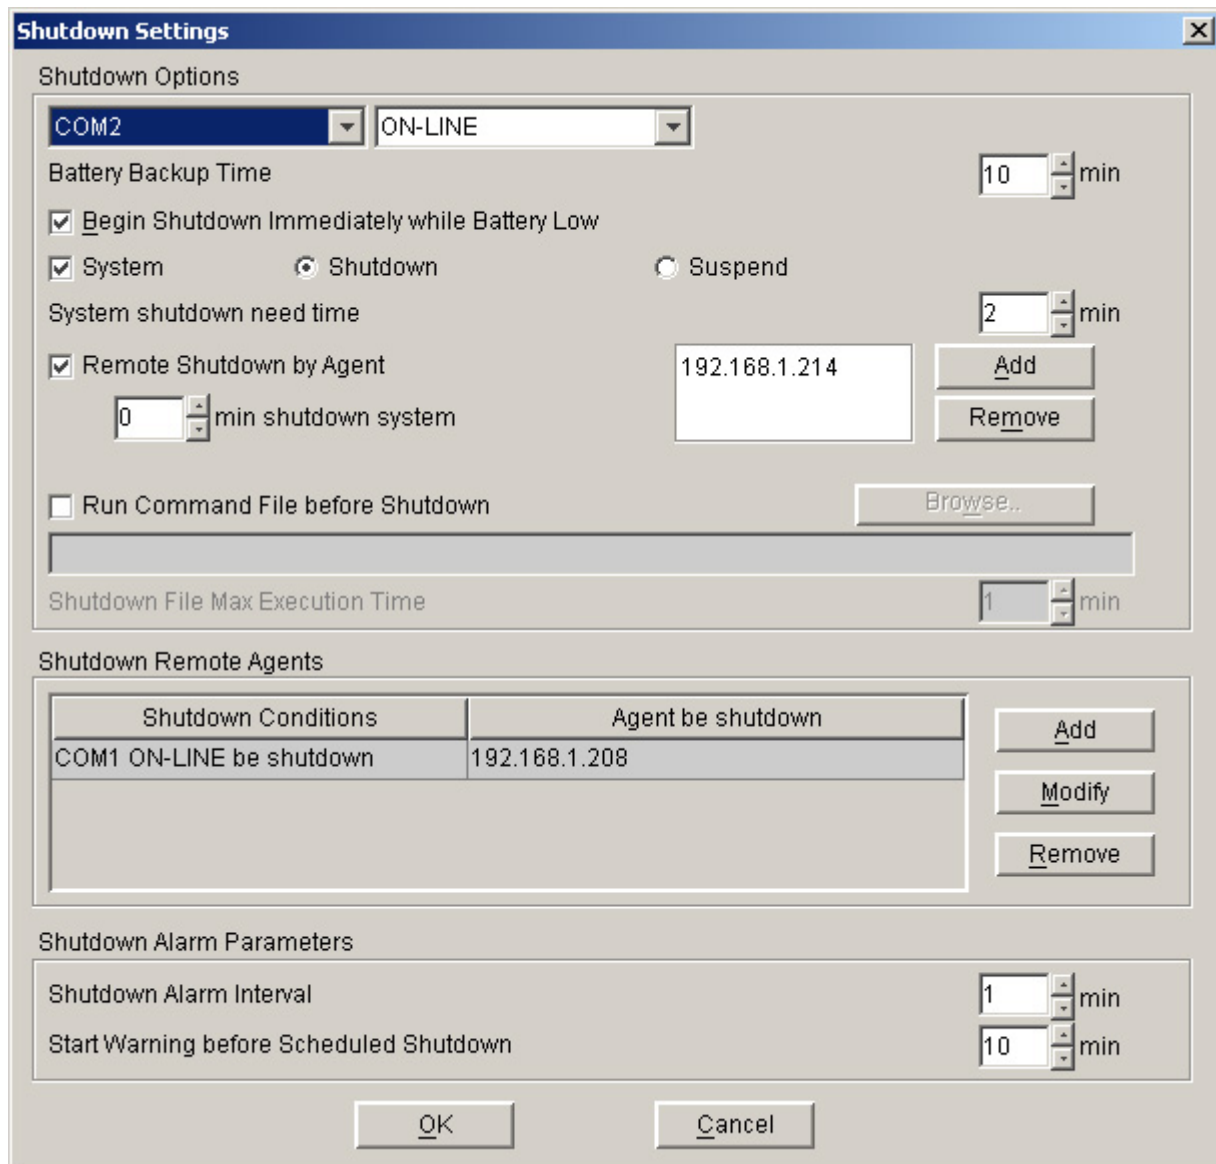 Shutdown Settings
Shutdown Options
COM2 ON-LINE
Battery Backup Time 10 min
Begin Shutdown Immediately while Battery Low
System Shutdown Suspend
System shutdown need time 2 min
Remote Shutdown by Agent 192.168.1.214 Add
0 min shutdown system Remove
Run Command File before Shutdown Browse..
Shutdown File Max Execution Time 1 min
Shutdown Remote Agents
Shutdown Conditions Agent be shutdown Add
COM1 ON-LINE be shutdown 192.168.1.208
Modify
Remove
Shutdown Alarm Parameters
Shutdown Alarm Interval 1 min
Start Warning before Scheduled Shutdown 10 min
OK Cancel